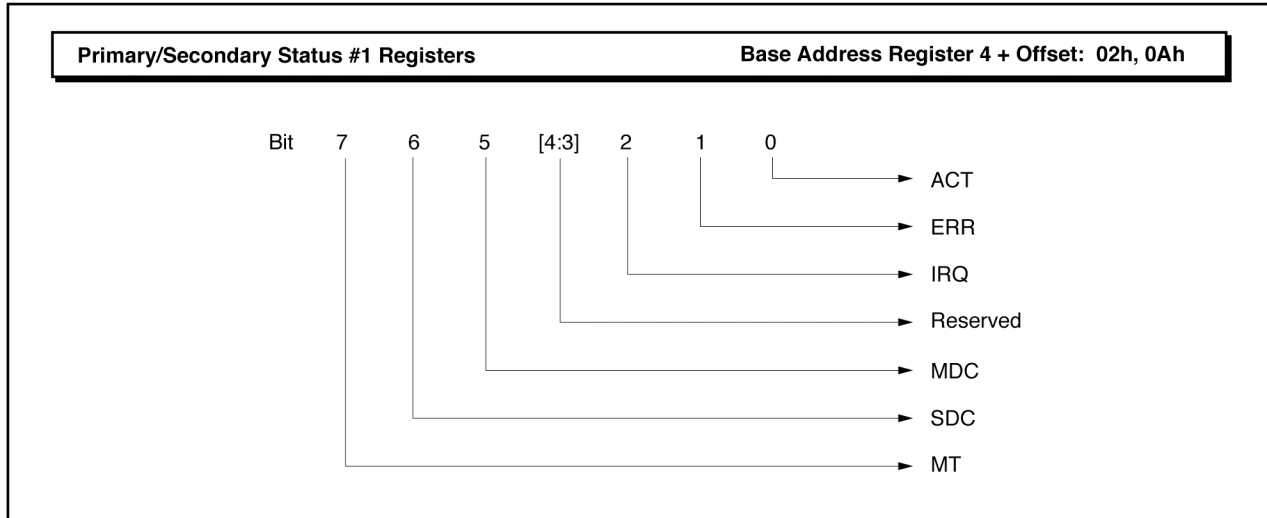 Primary/Secondary Status #1 Registers Base Address Register 4 + Offset: 02h, 0Ah
Bit 7 6 5 [4:3] 2 1 0
ACT
ERR
IRQ
Reserved
MDC
SDC
MT